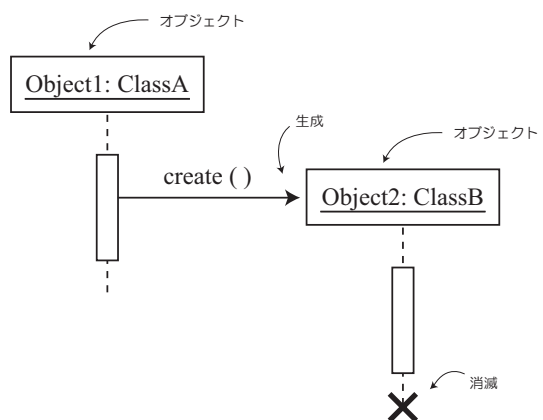 オブジェクト
Object1: ClassA
生成
オブジェクト
create ( )
Object2: ClassB
消滅